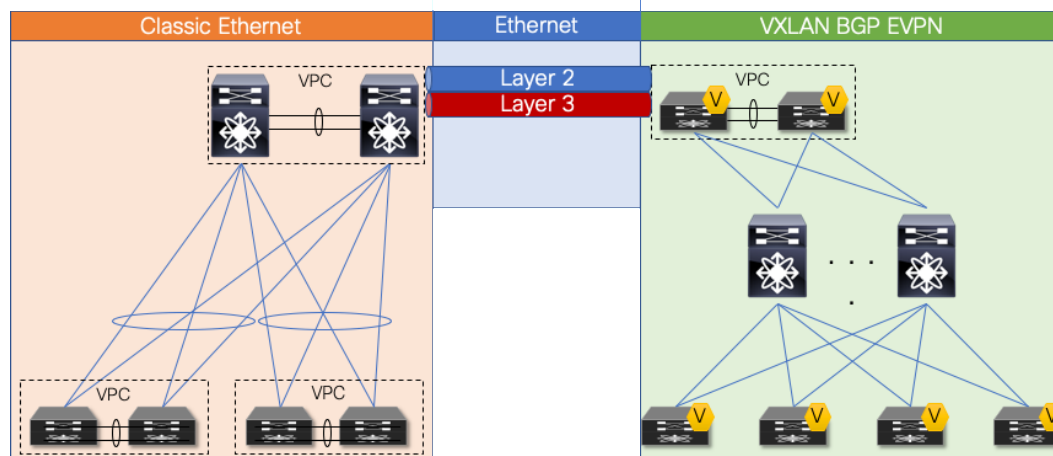 Classic Ethernet
Ethernet
VXLAN BGP EVPN
VPC
Layer 2
Layer 3
VPC
V
V
. . .
.
VPC
VPC
V
V
V
V